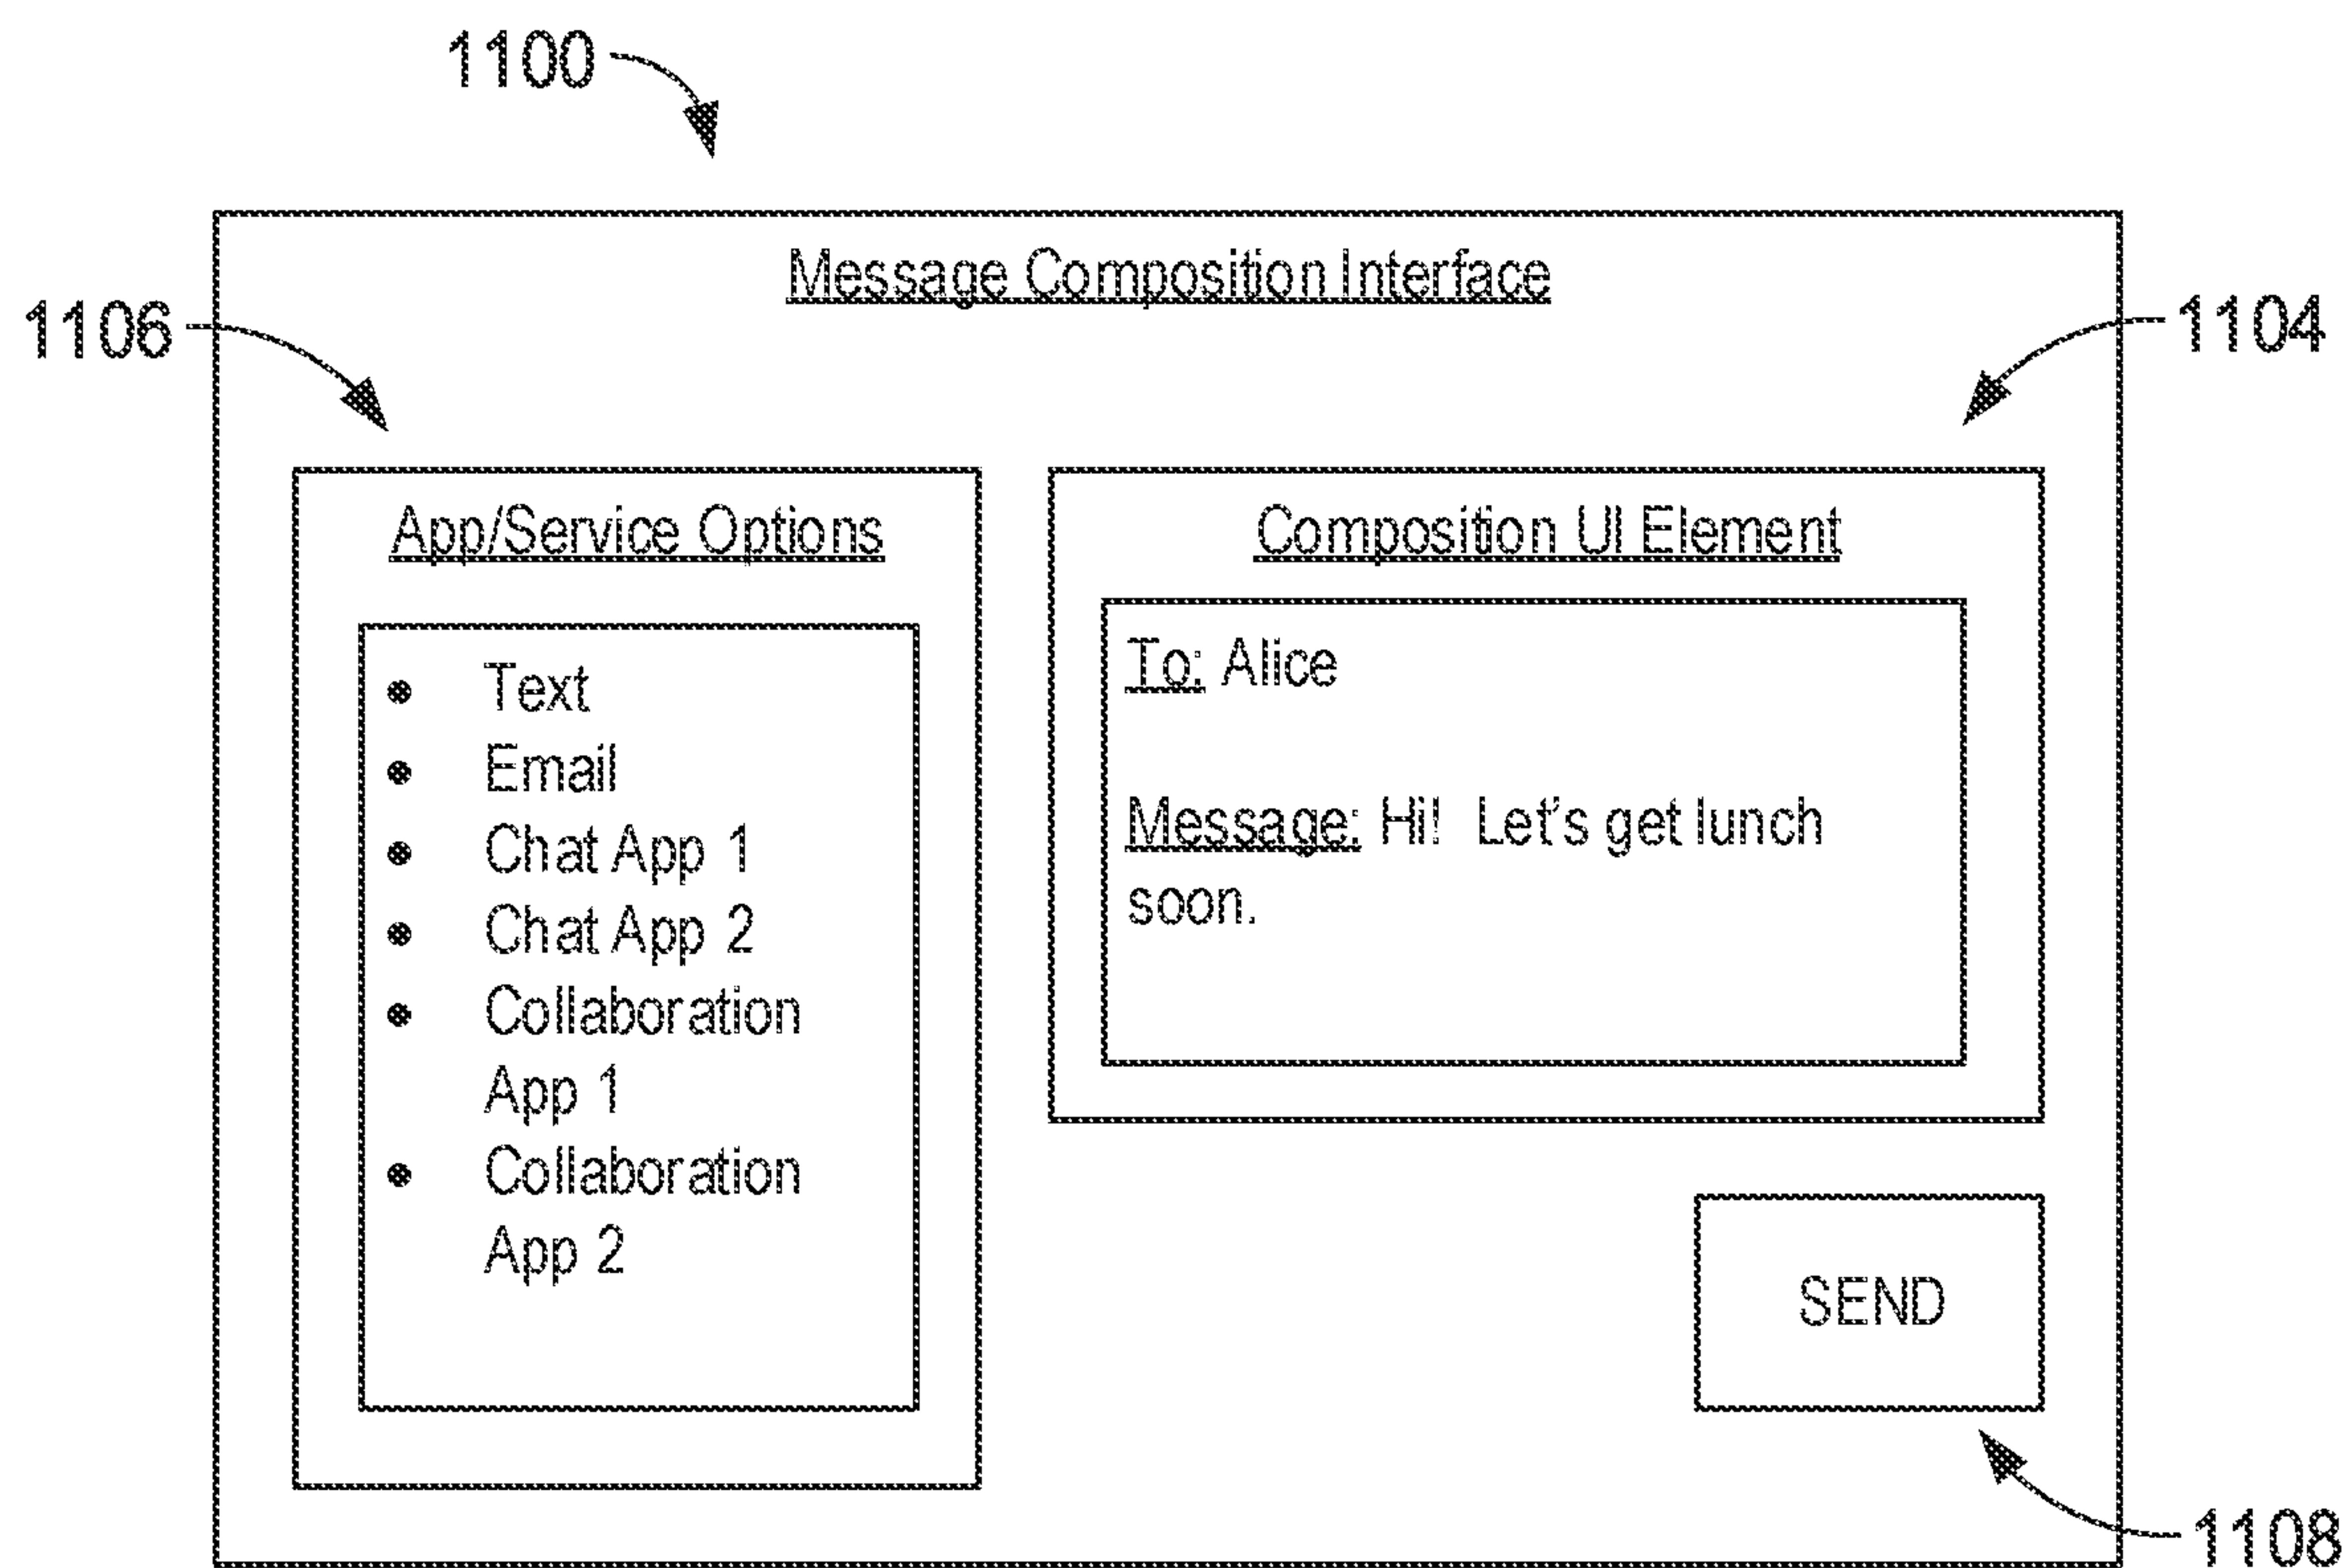 1100
Message Composition Interface
1106
1104
App/Service Options
• Text
• Email
• Chat App 1
• Chat App 2
• Collaboration
App 1
• Collaboration
App 2
Composition UI Element
To: Alice
Message: Hi! Let's get lunch
soon.
SEND
1108